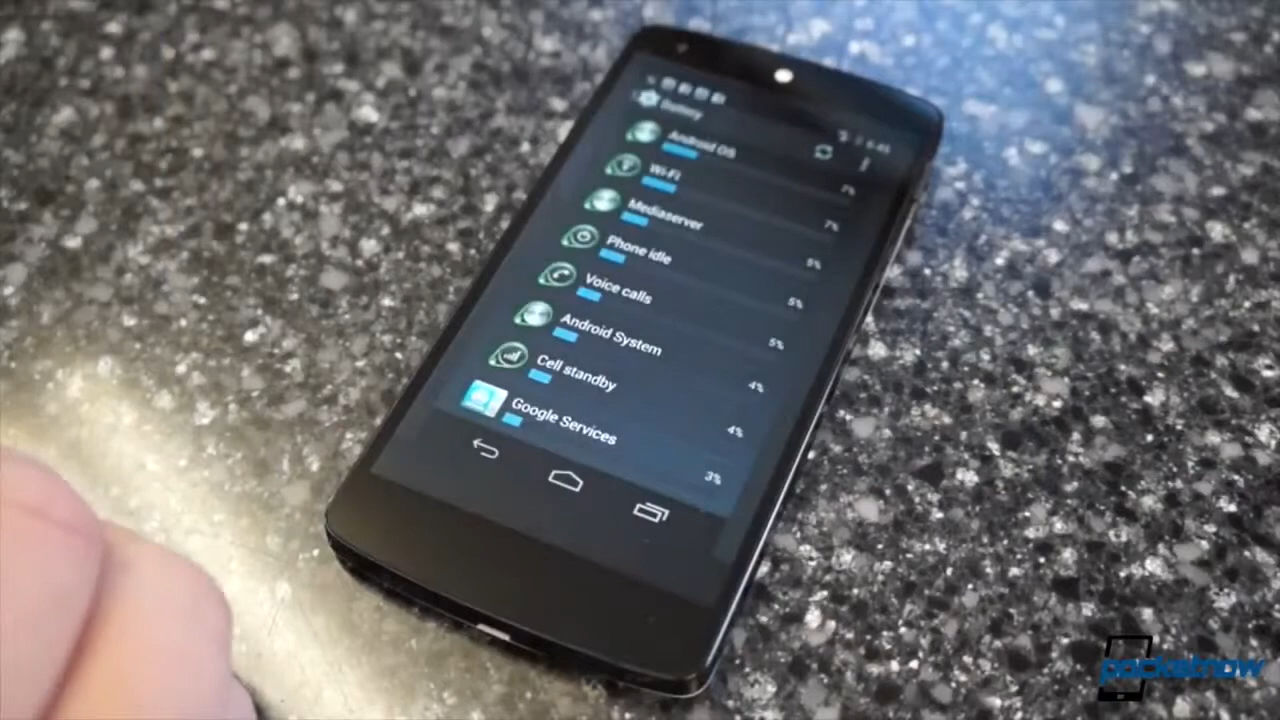 Battery
Android OS
7%
Wi-Fi
7%
Mediaserver
5%
Phone idle
5%
Voice calls
5%
Android System
4%
Cell standby
4%
Google Services
3%
pocketnow